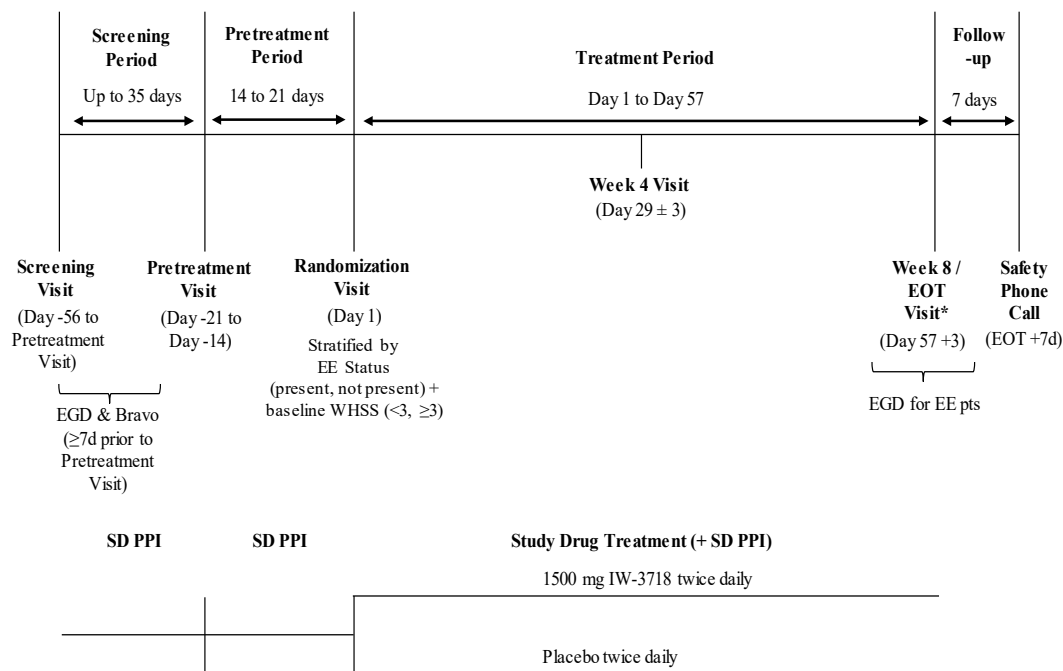 Screening
Period
Up to 35 days
Pretreatment
Period
14 to 21 days
Treatment Period
Day 1 to Day 57
Follow
-up
7 days
Week 4 Visit
(Day 29 ± 3)
Screening
Visit
(Day -56 to
Pretreatment
Visit)
Pretreatment
Visit
(Day -21 to
Day -14)
Randomization
Visit
(Day 1)
Stratified by
EE Status
(present, not present) +
baseline WHSS (<3, ≥3)
Week 8 /
EOT
Visit*
(Day 57 +3)
Safety
Phone
Call
(EOT +7d)
EGD & Bravo
(≥7d prior to
Pretreatment
Visit)
EGD for EE pts
SD PPI
SD PPI
Study Drug Treatment (+ SD PPI)
1500 mg IW-3718 twice daily
Placebo twice daily